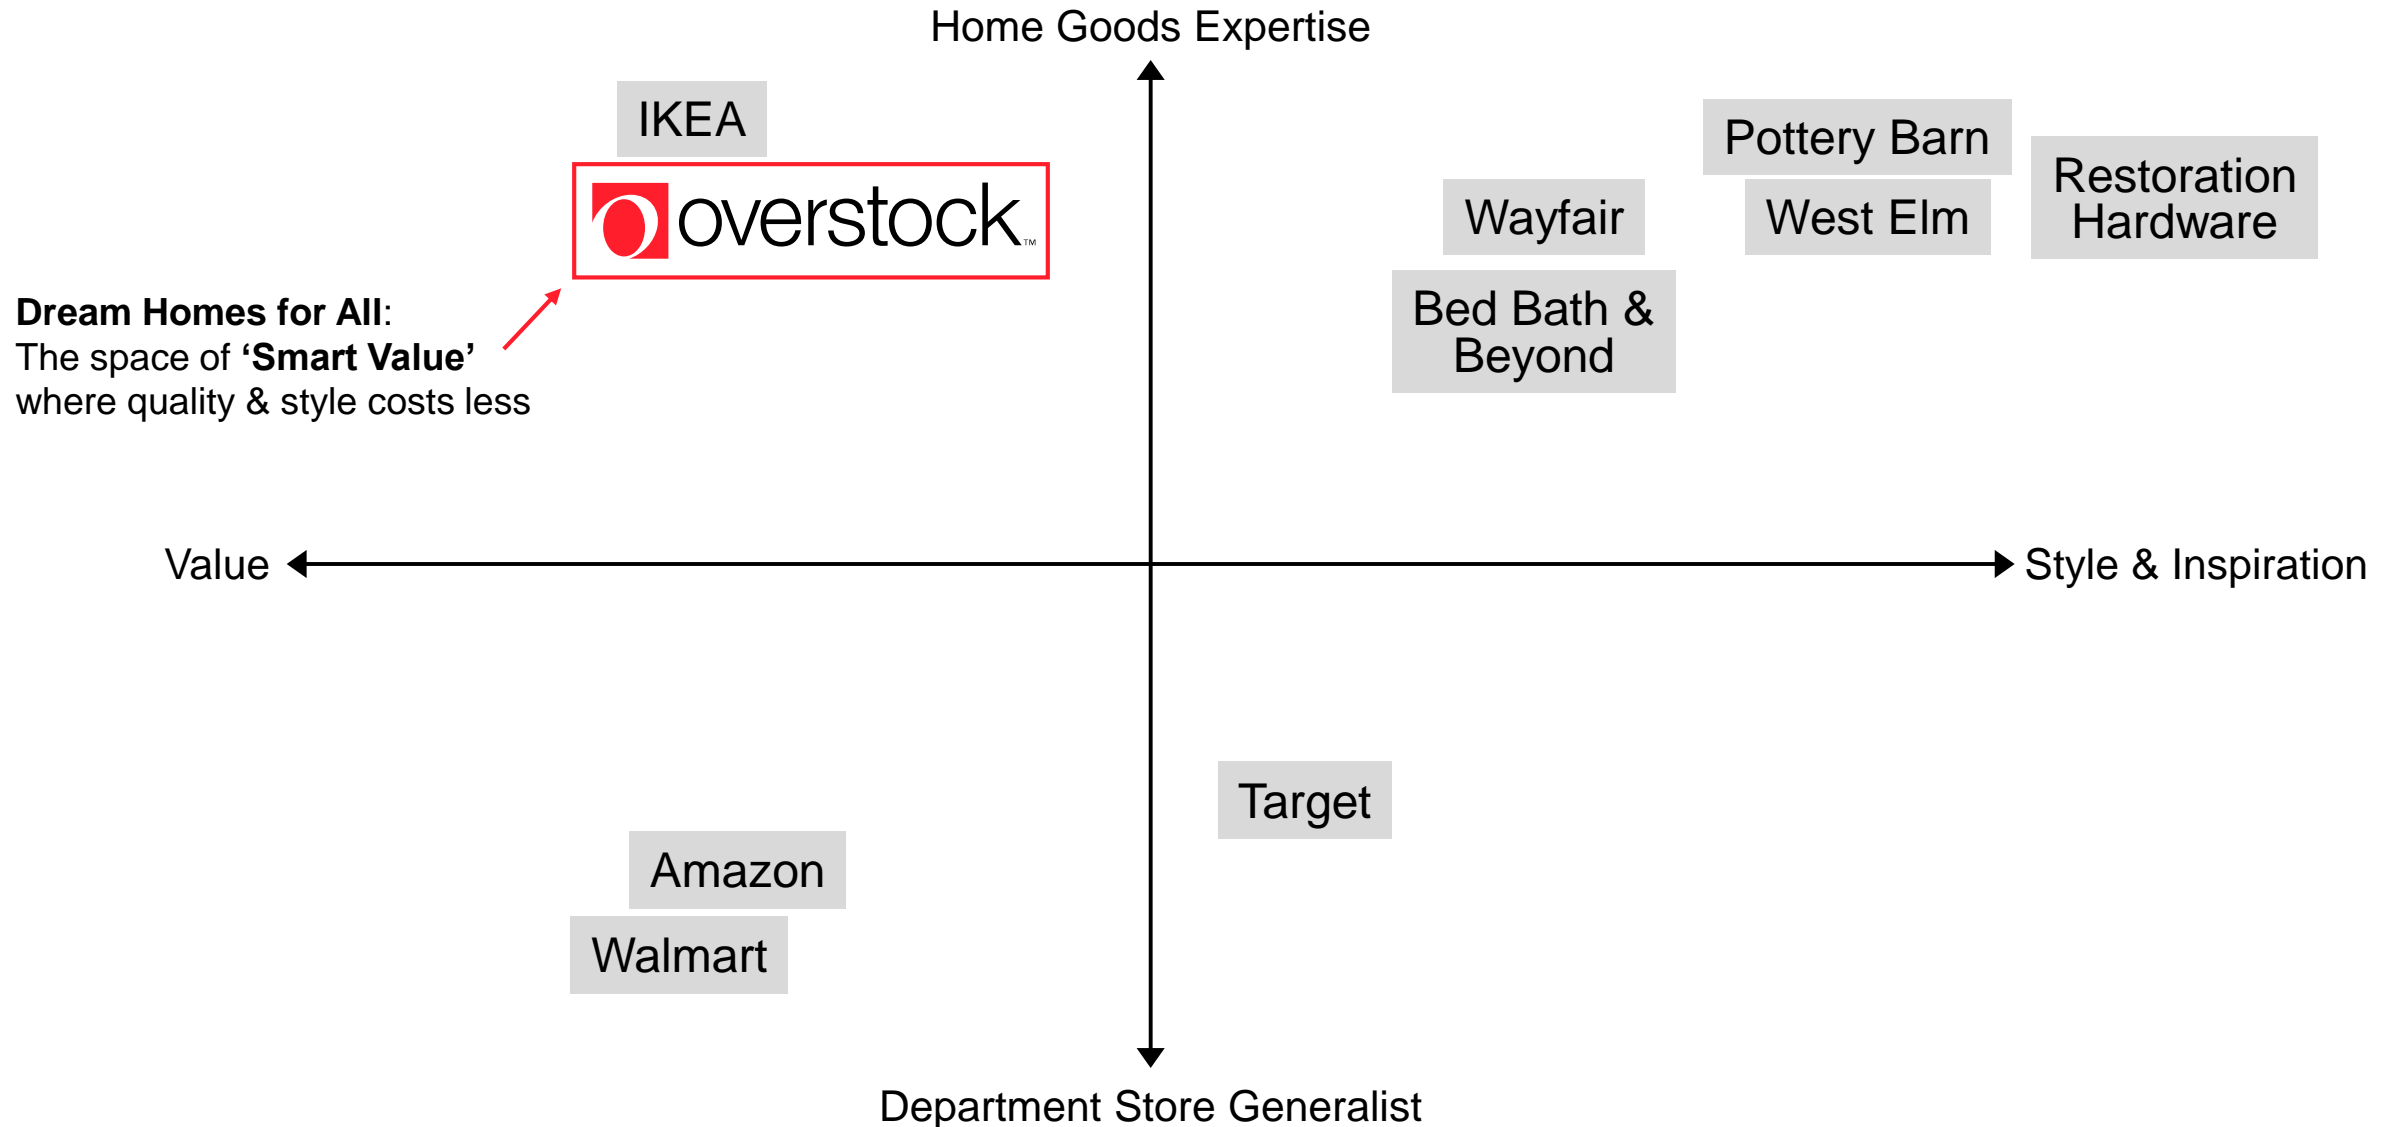 Home Goods Expertise
IKEA
Pottery Barn
Restoration
Hardware
overstock™
Wayfair
West Elm
Bed Bath &
Beyond
Dream Homes for All:
The space of ‘Smart Value’
where quality & style costs less
Value
Style & Inspiration
Target
Amazon
Walmart
Department Store Generalist